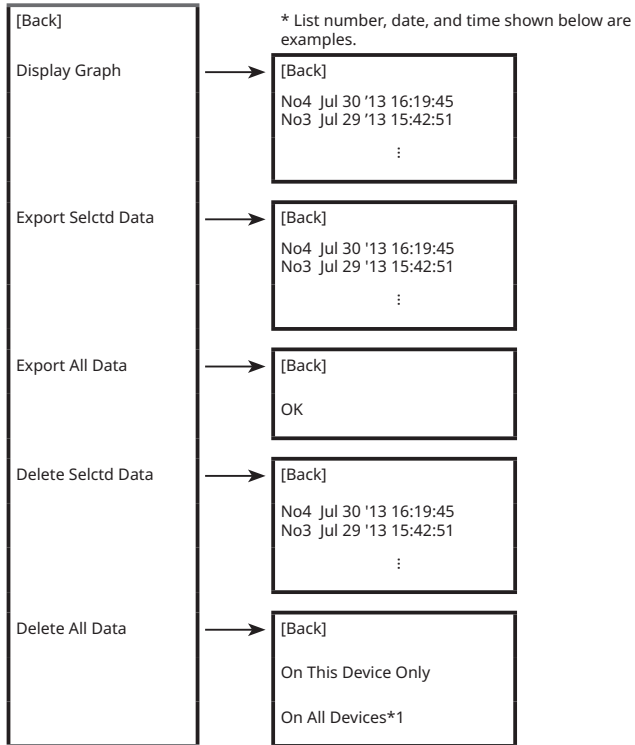 [Back]
* List number, date, and time shown below are
examples.
Display Graph
[Back]
No4 Jul 30 ’13 16:19:45
No3 Jul 29 ’13 15:42:51
⋮
Export Selctd Data
[Back]
No4 Jul 30 '13 16:19:45
No3 Jul 29 '13 15:42:51
⋮
Export All Data
[Back]
OK
Delete Selctd Data
[Back]
No4 Jul 30 '13 16:19:45
No3 Jul 29 '13 15:42:51
⋮
Delete All Data
[Back]
On This Device Only
On All Devices*1